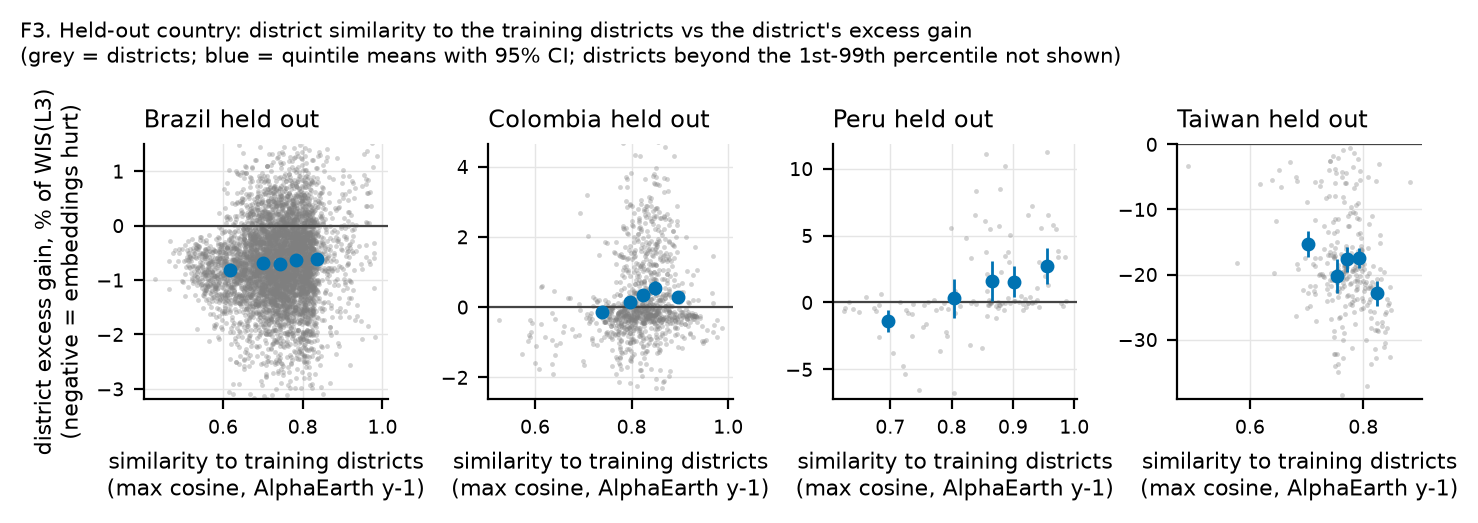 F3. Held-out country: district similarity to the training districts vs the district's excess gain
(grey = districts; blue = quintile means with 95% CI; districts beyond the 1st-99th percentile not shown)
district excess gain, % of WIS(L3)
(negative = embeddings hurt)
Brazil held out
1
0
−1
−2
−3
0.6
0.8
1.0
similarity to training districts
(max cosine, AlphaEarth y-1)
Colombia held out
4
2
0
−2
0.6
0.8
1.0
similarity to training districts
(max cosine, AlphaEarth y-1)
Peru held out
10
5
0
−5
0.7
0.8
0.9
1.0
similarity to training districts
(max cosine, AlphaEarth y-1)
Taiwan held out
0
−10
−20
−30
0.6
0.8
similarity to training districts
(max cosine, AlphaEarth y-1)